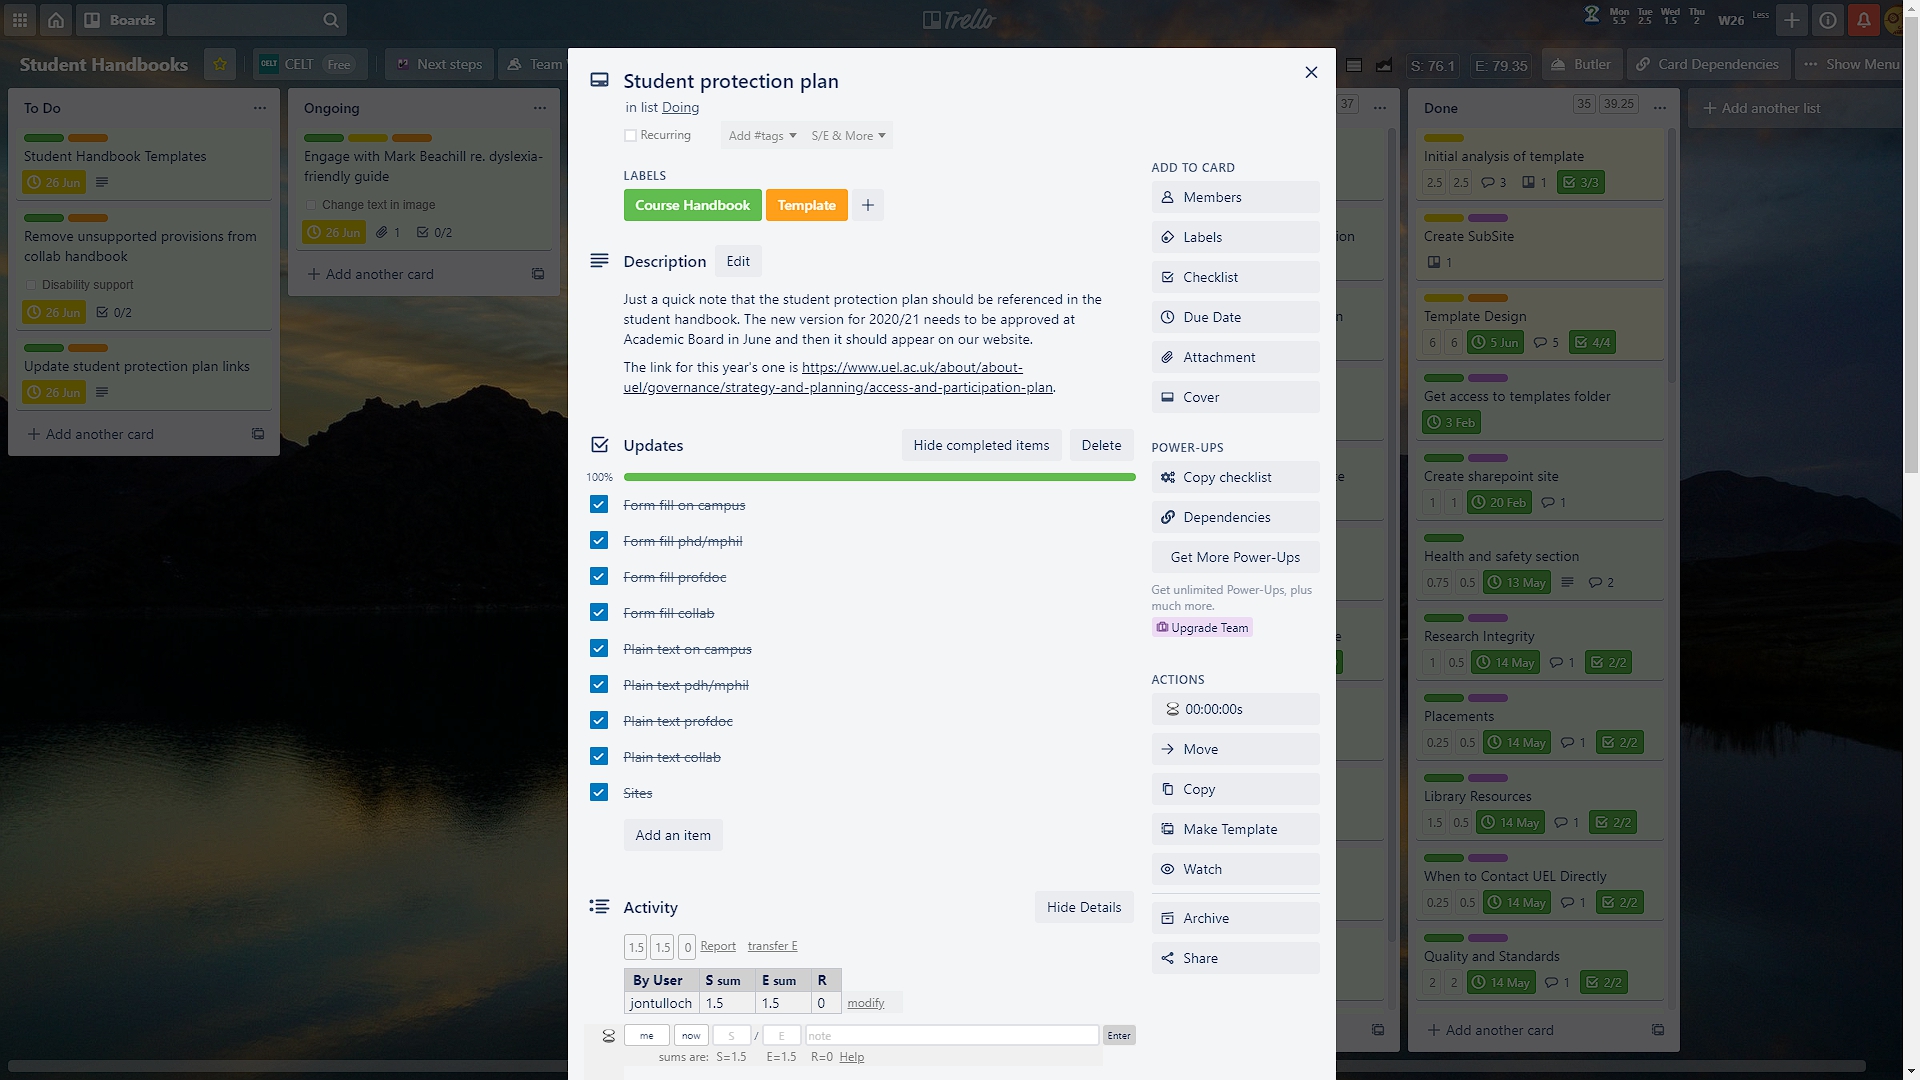 Boards
Trello
Mon
5.5
Tue
2.5
Wed
1.5
Thu
2
W26
Less
Student Handbooks
CELT
CELT
Free
Next steps
Team
S: 76.1
E: 79.35
Butler
Card Dependencies
Show Menu
To Do
Student Handbook Templates
26 Jun
Remove unsupported provisions from
collab handbook
Disability support
26 Jun
0/2
Update student protection plan links
26 Jun
Add another card
Ongoing
Engage with Mark Beachill re. dyslexia-
friendly guide
Change text in image
26 Jun
1
0/2
Add another card
Student protection plan
in list Doing
Recurring
Add #tags
S/E & More
LABELS
Course Handbook
Template
Description
Edit
Just a quick note that the student protection plan should be referenced in the
student handbook. The new version for 2020/21 needs to be approved at
Academic Board in June and then it should appear on our website.
The link for this year's one is https://www.uel.ac.uk/about/about-
uel/governance/strategy-and-planning/access-and-participation-plan.
Updates
Hide completed items
Delete
100%
Form fill on campus
Form fill phd/mphil
Form fill profdoc
Form fill collab
Plain text on campus
Plain text pdh/mphil
Plain text profdoc
Plain text collab
Sites
Add an item
Activity
Hide Details
1.5 1.5 0 Report transfer E
By User S sum E sum R
jontulloch 1.5 1.5 0 modify
me now S / E note Enter
sums are: S=1.5 E=1.5 R=0 Help
ADD TO CARD
Members
Labels
Checklist
Due Date
Attachment
Cover
POWER-UPS
Copy checklist
Dependencies
Get More Power-Ups
Get unlimited Power-Ups, plus
much more.
Upgrade Team
ACTIONS
00:00:00s
Move
Copy
Make Template
Watch
Archive
Share
37
Done
35 39.25
Initial analysis of template
2.5 2.5 3 1 3/3
Create SubSite
1
Template Design
6 6 5 Jun 5 4/4
Get access to templates folder
3 Feb
Create sharepoint site
1 1 20 Feb 1
Health and safety section
0.75 0.5 13 May 2
Research Integrity
1 0.5 14 May 1 2/2
Placements
0.25 0.5 14 May 1 2/2
Library Resources
1.5 0.5 14 May 1 2/2
When to Contact UEL Directly
0.25 0.5 14 May 1 2/2
Quality and Standards
2 2 14 May 1 2/2
Add another card
Add another list